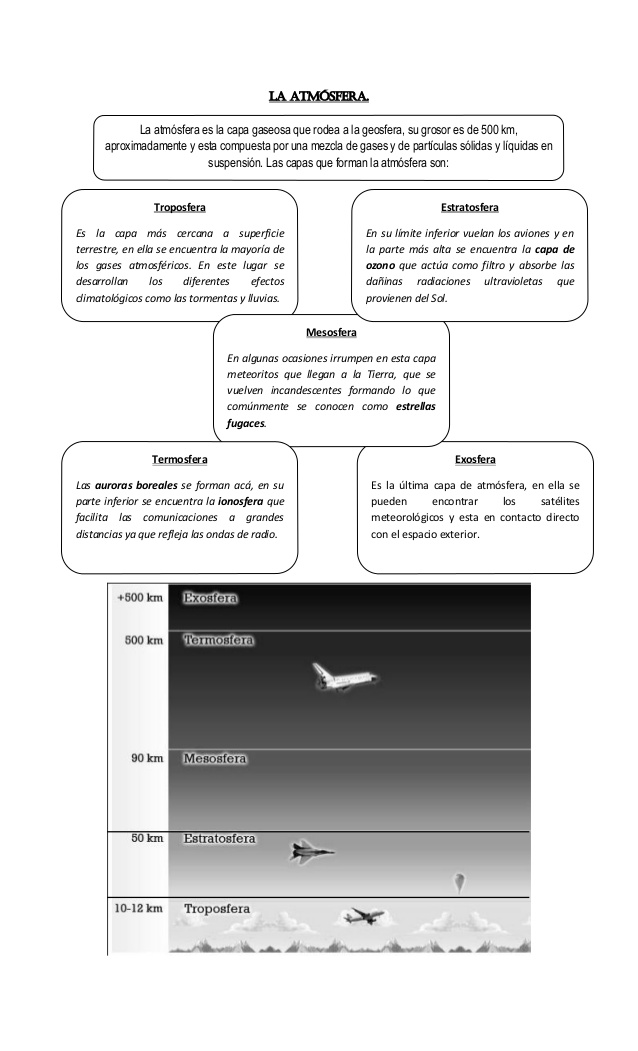 LA ATMÓSFERA.
La atmósfera es la capa gaseosa que rodea a la geosfera, su grosor es de 500 km,
aproximadamente y esta compuesta por una mezcla de gases y de partículas sólidas y líquidas en
suspensión. Las capas que forman la atmósfera son:
Troposfera
Es la capa más cercana a superficie
terrestre, en ella se encuentra la mayoría de
los gases atmosféricos. En este lugar se
desarrollan los diferentes efectos
climatológicos como las tormentas y lluvias.
Estratosfera
En su límite inferior vuelan los aviones y en
la parte más alta se encuentra la capa de
ozono que actúa como filtro y absorbe las
dañinas radiaciones ultravioletas que
provienen del Sol.
Mesosfera
En algunas ocasiones irrumpen en esta capa
meteoritos que llegan a la Tierra, que se
vuelven incandescentes formando lo que
comúnmente se conocen como estrellas
fugaces.
Termosfera
Las auroras boreales se forman acá, en su
parte inferior se encuentra la ionosfera que
facilita las comunicaciones a grandes
distancias ya que refleja las ondas de radio.
Exosfera
Es la última capa de atmósfera, en ella se
pueden encontrar los satélites
meteorológicos y esta en contacto directo
con el espacio exterior.
+500 km Exosfera
500 km Termosfera
90 km Mesosfera
50 km Estratosfera
10-12 km Troposfera